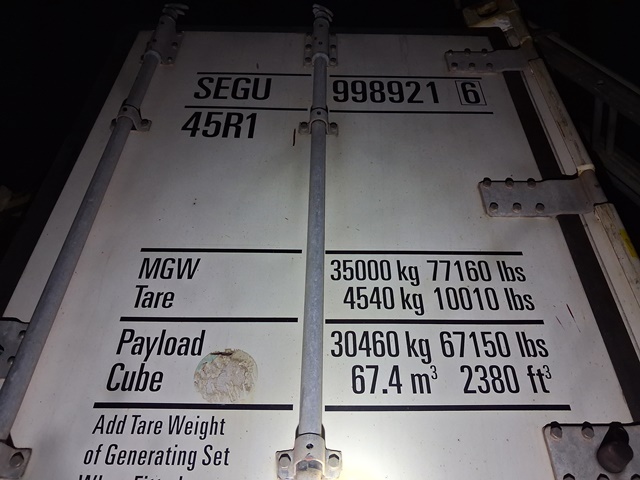 SEGU 998921 6
45R1
MGW 35000 kg 77160 lbs
Tare 4540 kg 10010 lbs
Payload 30460 kg 67150 lbs
Cube 67.4 m³ 2380 ft³
Add Tare Weight
of Generating Set